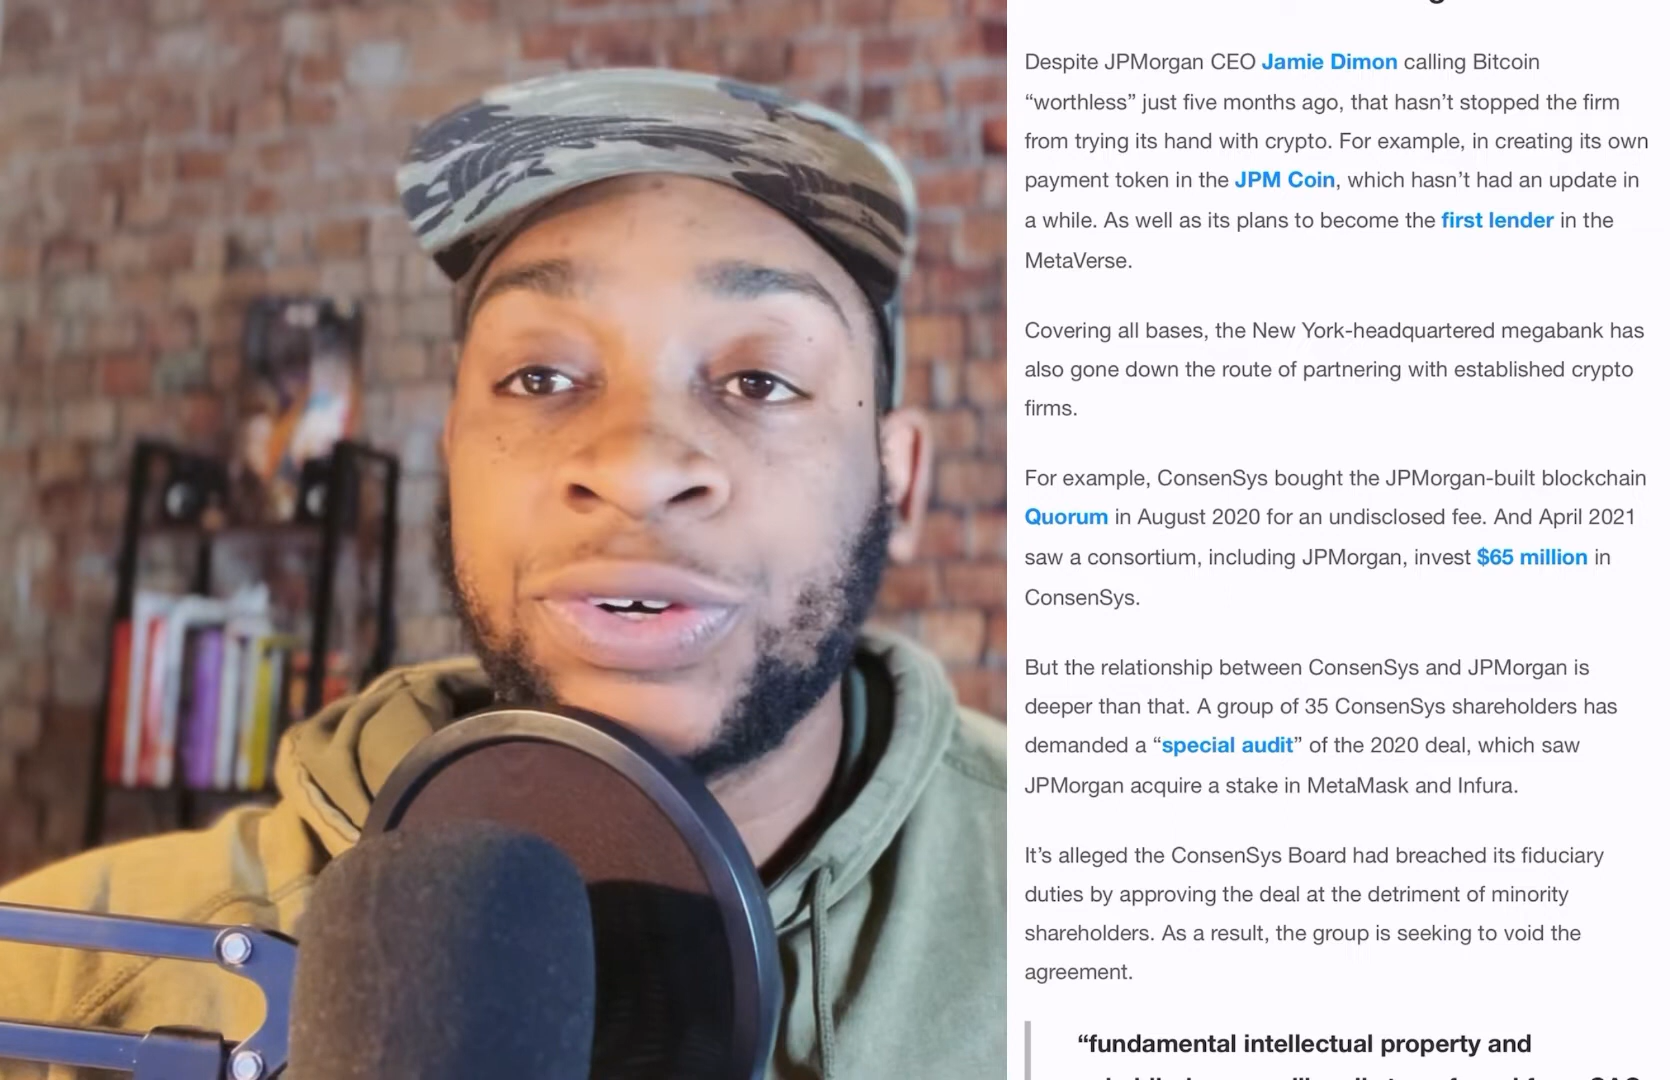 Despite JPMorgan CEO Jamie Dimon calling Bitcoin
“worthless” just five months ago, that hasn’t stopped the firm
from trying its hand with crypto. For example, in creating its own
payment token in the JPM Coin, which hasn’t had an update in
a while. As well as its plans to become the first lender in the
MetaVerse.
Covering all bases, the New York-headquartered megabank has
also gone down the route of partnering with established crypto
firms.
For example, ConsenSys bought the JPMorgan-built blockchain
Quorum in August 2020 for an undisclosed fee. And April 2021
saw a consortium, including JPMorgan, invest $65 million in
ConsenSys.
But the relationship between ConsenSys and JPMorgan is
deeper than that. A group of 35 ConsenSys shareholders has
demanded a “special audit” of the 2020 deal, which saw
JPMorgan acquire a stake in MetaMask and Infura.
It’s alleged the ConsenSys Board had breached its fiduciary
duties by approving the deal at the detriment of minority
shareholders. As a result, the group is seeking to void the
agreement.
“fundamental intellectual property and